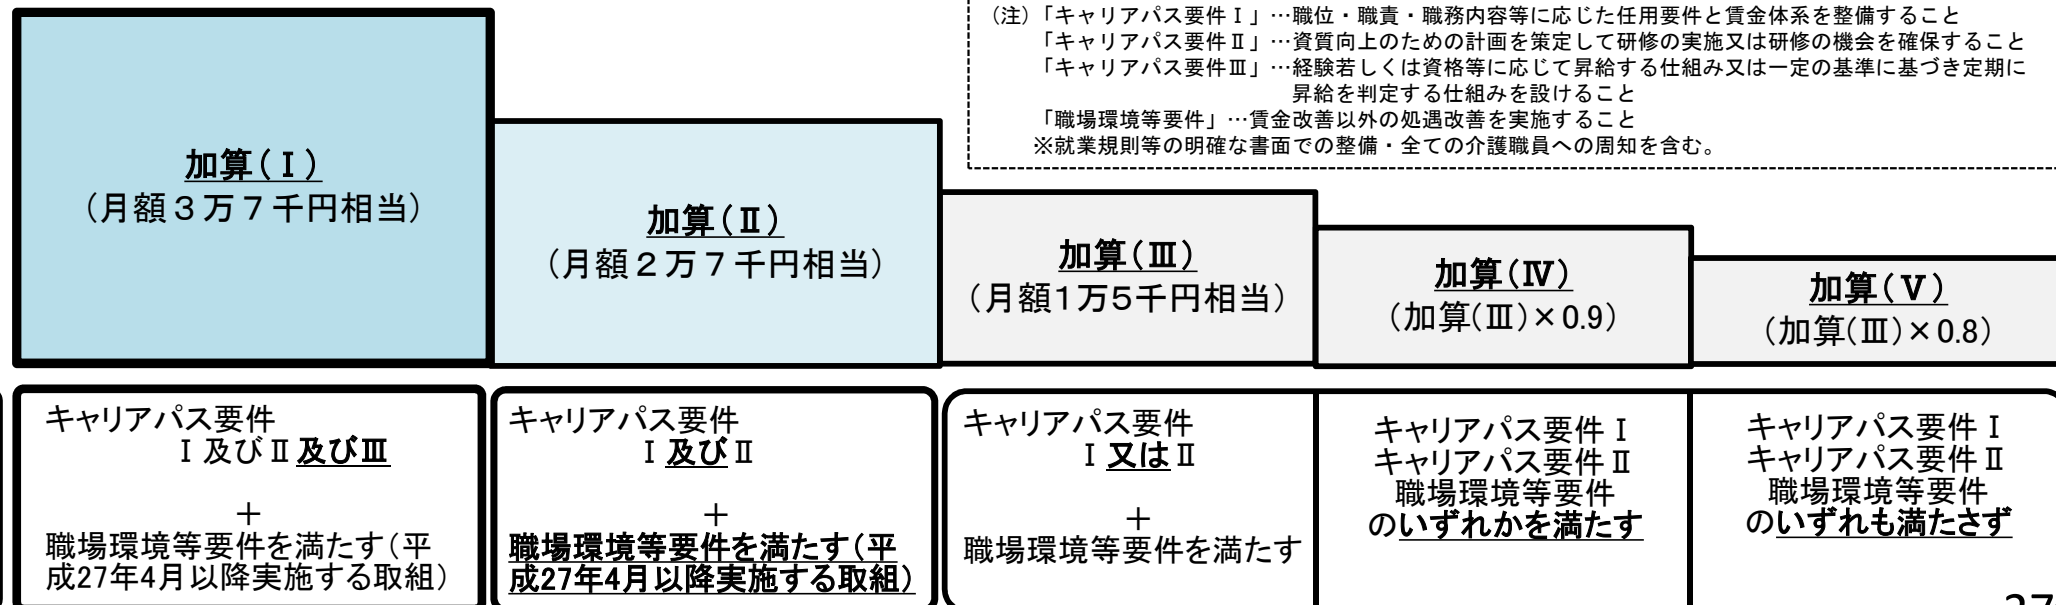 （注）「キャリアパス要件Ⅰ」…職位・職責・職務内容等に応じた任用要件と賃金体系を整備すること
「キャリアパス要件Ⅱ」…資質向上のための計画を策定して研修の実施又は研修の機会を確保すること
「キャリアパス要件Ⅲ」…経験若しくは資格等に応じて昇給する仕組み又は一定の基準に基づき定期に
昇給を判定する仕組みを設けること
「職場環境等要件」…賃金改善以外の処遇改善を実施すること
※就業規則等の明確な書面での整備・全ての介護職員への周知を含む。
加算（Ⅰ）
（月額３万７千円相当）
加算（Ⅱ）
（月額２万７千円相当）
加算（Ⅲ）
（月額1万5千円相当）
加算（Ⅳ）
（加算（Ⅲ）×0.9）
加算（Ⅴ）
（加算（Ⅲ）×0.8）
キャリアパス要件
Ⅰ及びⅡ及びⅢ
＋
職場環境等要件を満たす（平
成27年4月以降実施する取組）
キャリアパス要件
Ⅰ及びⅡ
＋
職場環境等要件を満たす（平
成27年4月以降実施する取組）
キャリアパス要件
Ⅰ又はⅡ
＋
職場環境等要件を満たす
キャリアパス要件Ⅰ
キャリアパス要件Ⅱ
職場環境等要件
のいずれかを満たす
キャリアパス要件Ⅰ
キャリアパス要件Ⅱ
職場環境等要件
のいずれも満たさず